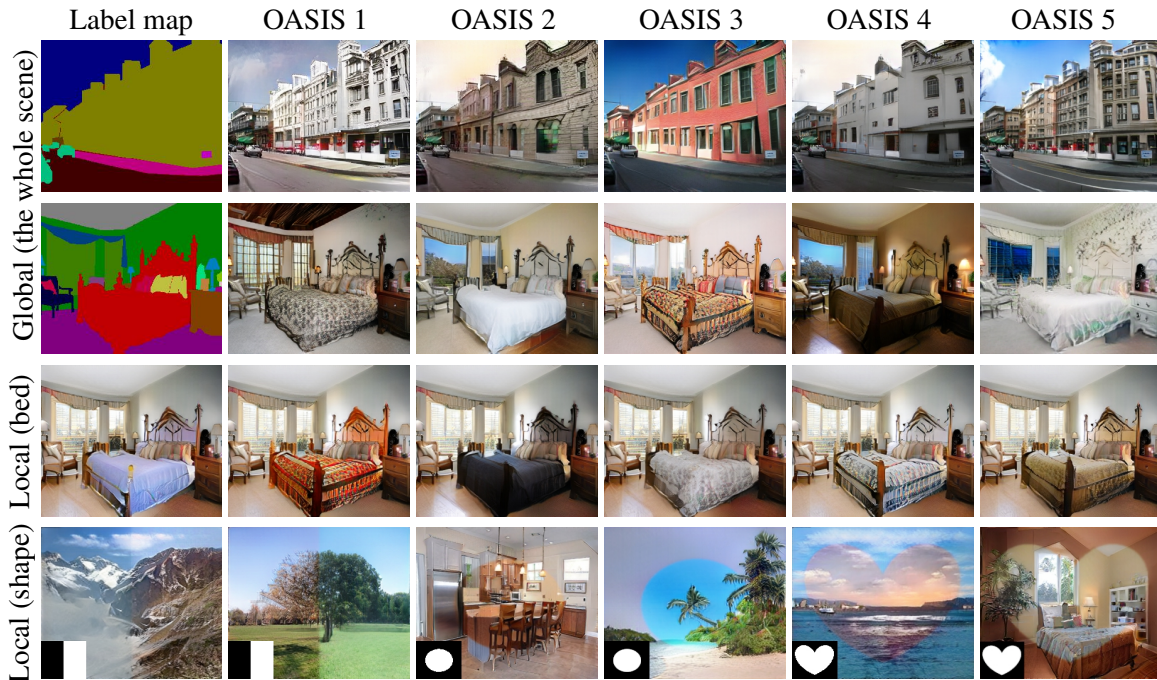 Label map OASIS 1 OASIS 2 OASIS 3 OASIS 4 OASIS 5
Global (the whole scene)
Local (bed)
Local (shape)